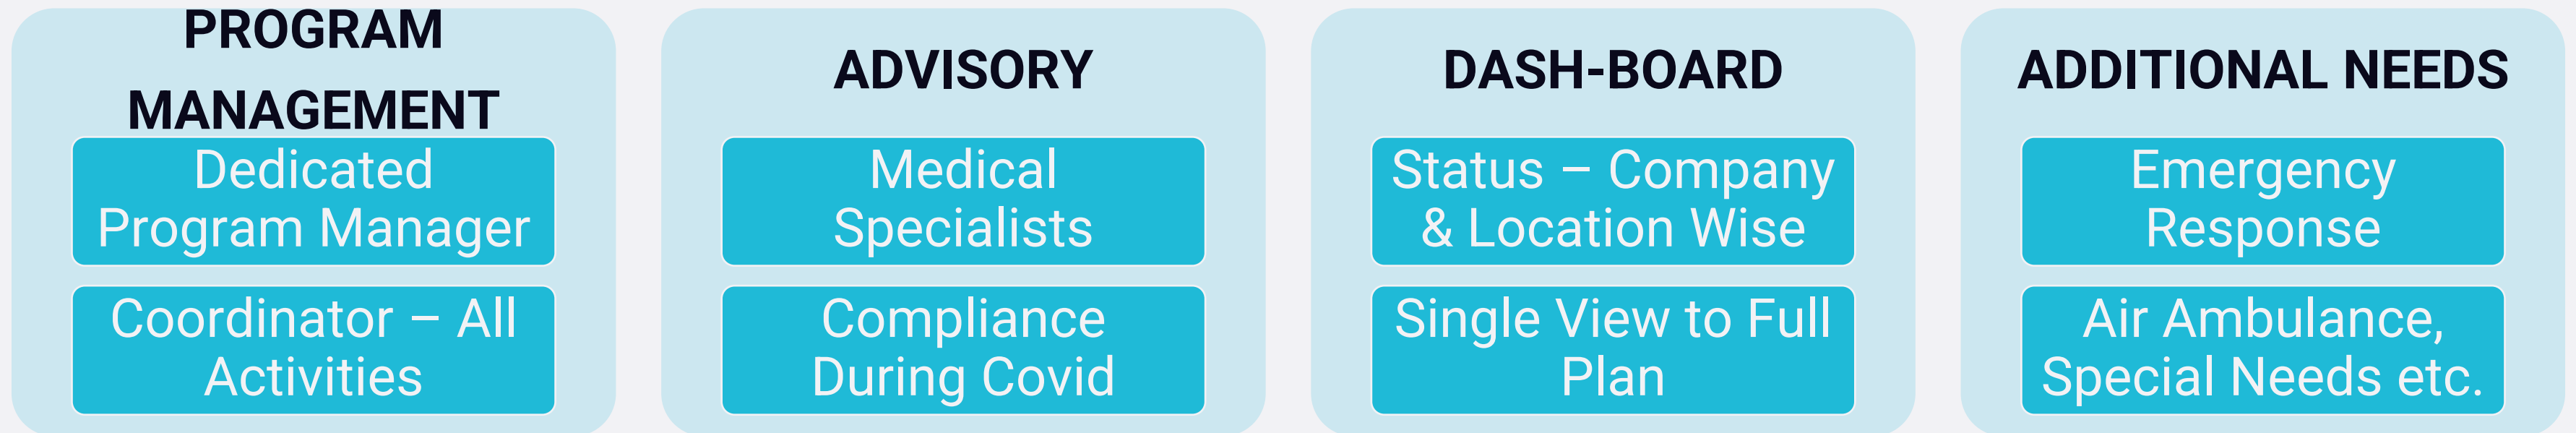 PROGRAM
MANAGEMENT
Dedicated
Program Manager
Coordinator – All
Activities
ADVISORY
Medical
Specialists
Compliance
During Covid
DASH-BOARD
Status – Company
& Location Wise
Single View to Full
Plan
ADDITIONAL NEEDS
Emergency
Response
Air Ambulance,
Special Needs etc.